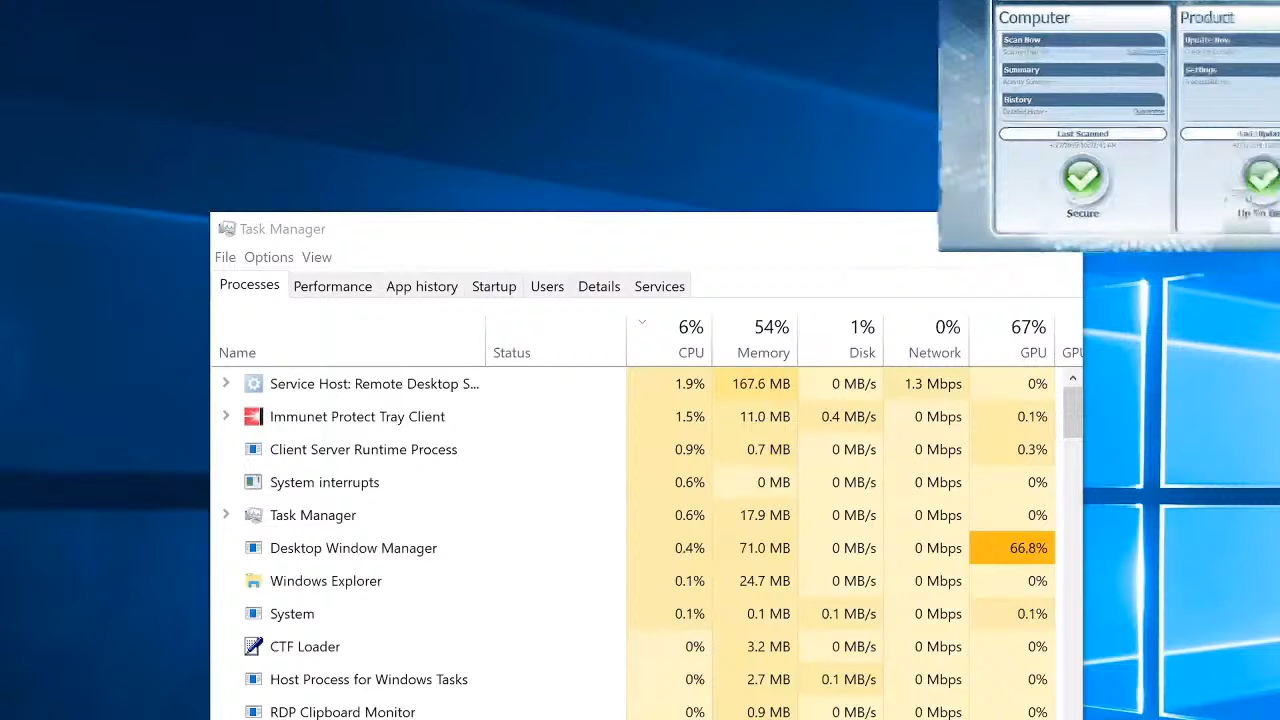 Computer
Product
Scan Now
Update Now
Summary
Settings
History
Last Scanned
Secure
Task Manager
File Options View
Processes Performance App history Startup Users Details Services
6% 54% 1% 0% 67%
Name Status CPU Memory Disk Network GPU GPU
Service Host: Remote Desktop S... 1.9% 167.6 MB 0 MB/s 1.3 Mbps 0%
Immunet Protect Tray Client 1.5% 11.0 MB 0.4 MB/s 0 Mbps 0.1%
Client Server Runtime Process 0.9% 0.7 MB 0 MB/s 0 Mbps 0.3%
System interrupts 0.6% 0 MB 0 MB/s 0 Mbps 0%
Task Manager 0.6% 17.9 MB 0 MB/s 0 Mbps 0%
Desktop Window Manager 0.4% 71.0 MB 0 MB/s 0 Mbps 66.8%
Windows Explorer 0.1% 24.7 MB 0 MB/s 0 Mbps 0%
System 0.1% 0.1 MB 0.1 MB/s 0 Mbps 0.1%
CTF Loader 0% 3.2 MB 0 MB/s 0 Mbps 0%
Host Process for Windows Tasks 0% 2.7 MB 0.1 MB/s 0 Mbps 0%
RDP Clipboard Monitor 0% 0.9 MB 0 MB/s 0 Mbps 0%